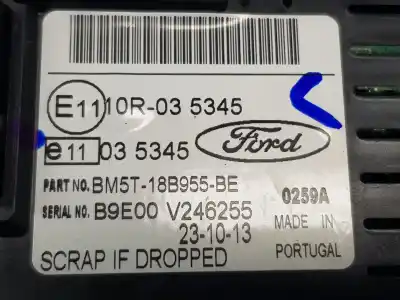 E11 10R-03 5345
e11 03 5345
Ford
PART NO. BM5T-18B955-BE
0259A
SERIAL NO. B9E00 V246255
23-10-13
MADE IN
PORTUGAL
SCRAP IF DROPPED